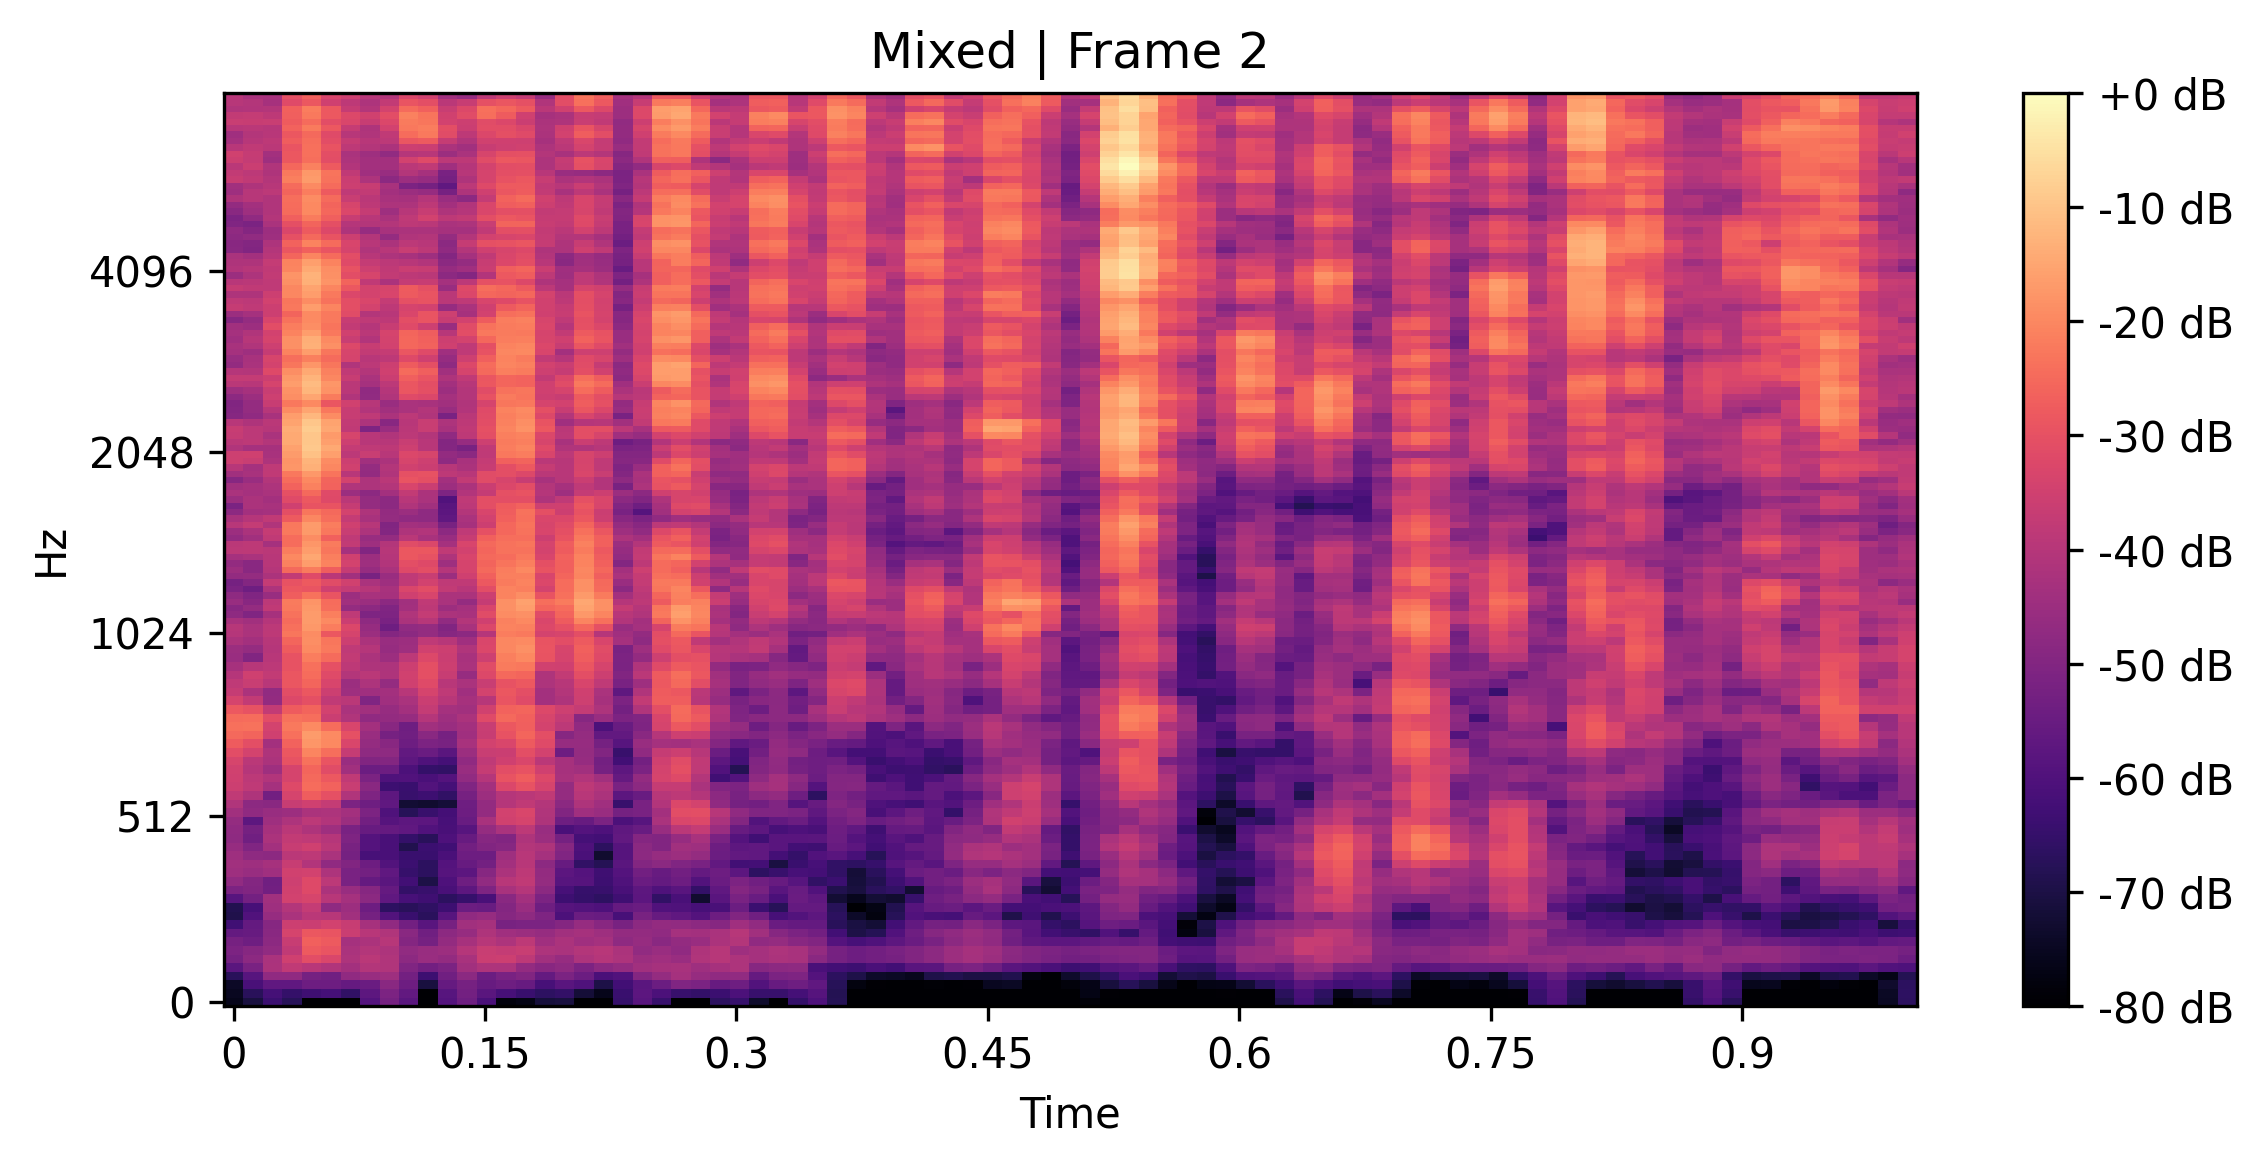 Mixed | Frame 2
Hz
4096
2048
1024
512
0
0 0.15 0.3 0.45 0.6 0.75 0.9
Time
+0 dB
-10 dB
-20 dB
-30 dB
-40 dB
-50 dB
-60 dB
-70 dB
-80 dB